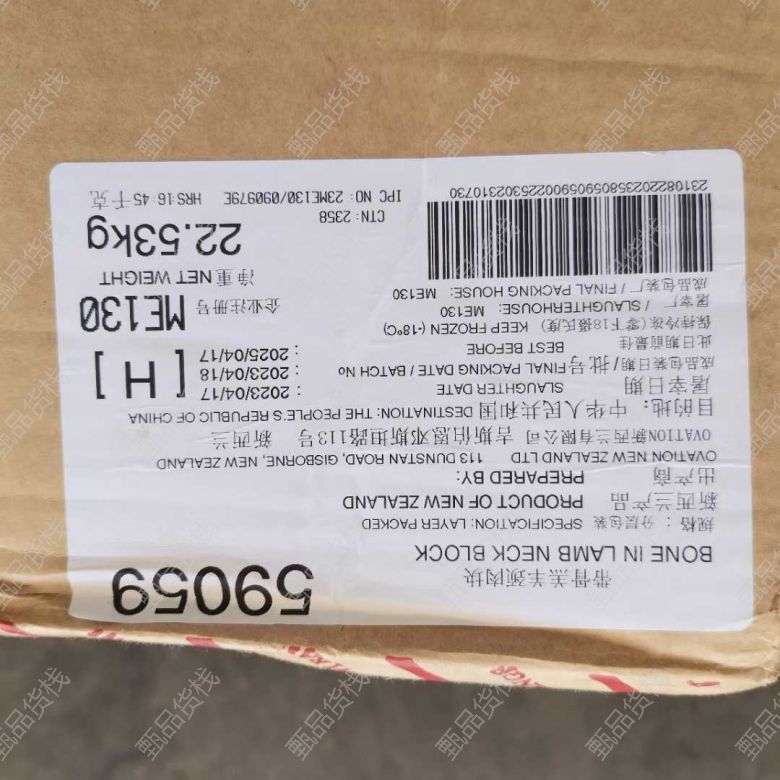 带骨羔羊颈肉块
BONE IN LAMB NECK BLOCK
59059
规格: 分层包装 SPECIFICATION: LAYER PACKED
新西兰产品 PRODUCT OF NEW ZEALAND
出产商 PREPARED BY:
OVATION NEW ZEALAND LTD 113 DUNSTAN ROAD, GISBORNE, NEW ZEALAND
OVATION新西兰有限公司 吉斯伯恩邓斯坦路113号 新西兰
目的地: 中华人民共和国 DESTINATION: THE PEOPLE'S REPUBLIC OF CHINA
屠宰日期 SLAUGHTER DATE : 2023/04/17
成品包装日期/批号 FINAL PACKING DATE / BATCH No : 2023/04/18
此日期前最佳 BEST BEFORE : 2025/04/17
[ H ]
保持冷冻 (零下18摄氏度) KEEP FROZEN (-18°C)
屠宰厂 / SLAUGHTERHOUSE: ME130
成品包装厂 / FINAL PACKING HOUSE: ME130
企业注册号 ME130
净重 NET WEIGHT
22.53kg
CTN: 2358
IPC NO: 23ME130/090979E HRS:16:45千克
甄品货栈